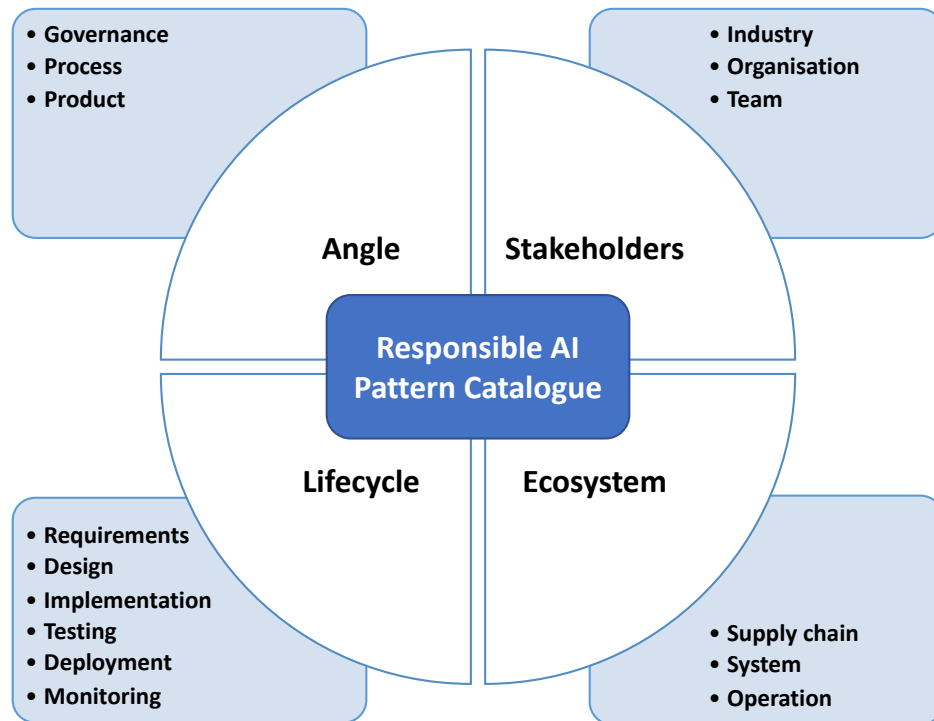 • Governance
• Process
• Product
• Industry
• Organisation
• Team
Angle
Stakeholders
Responsible AI
Pattern Catalogue
Lifecycle
Ecosystem
• Requirements
• Design
• Implementation
• Testing
• Deployment
• Monitoring
• Supply chain
• System
• Operation